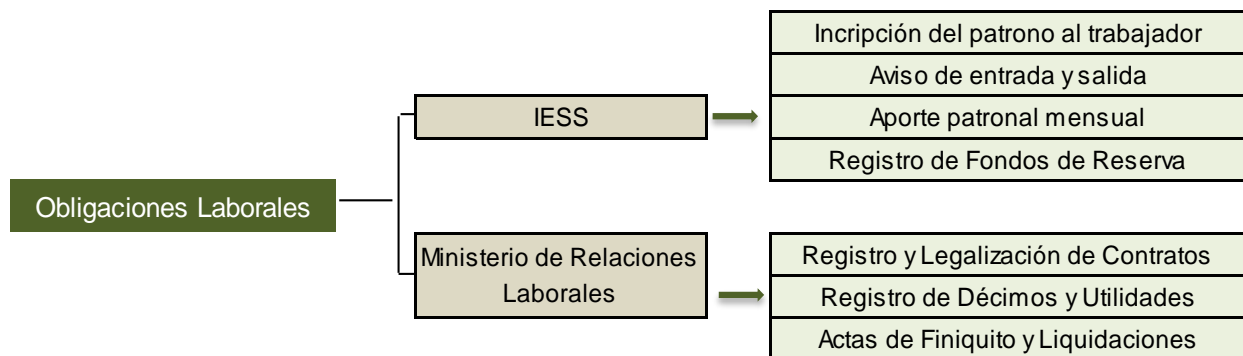 Obligaciones Laborales
IESS
Incripción del patrono al trabajador
Aviso de entrada y salida
Aporte patronal mensual
Registro de Fondos de Reserva
Ministerio de Relaciones
Laborales
Registro y Legalización de Contratos
Registro de Décimos y Utilidades
Actas de Finiquito y Liquidaciones